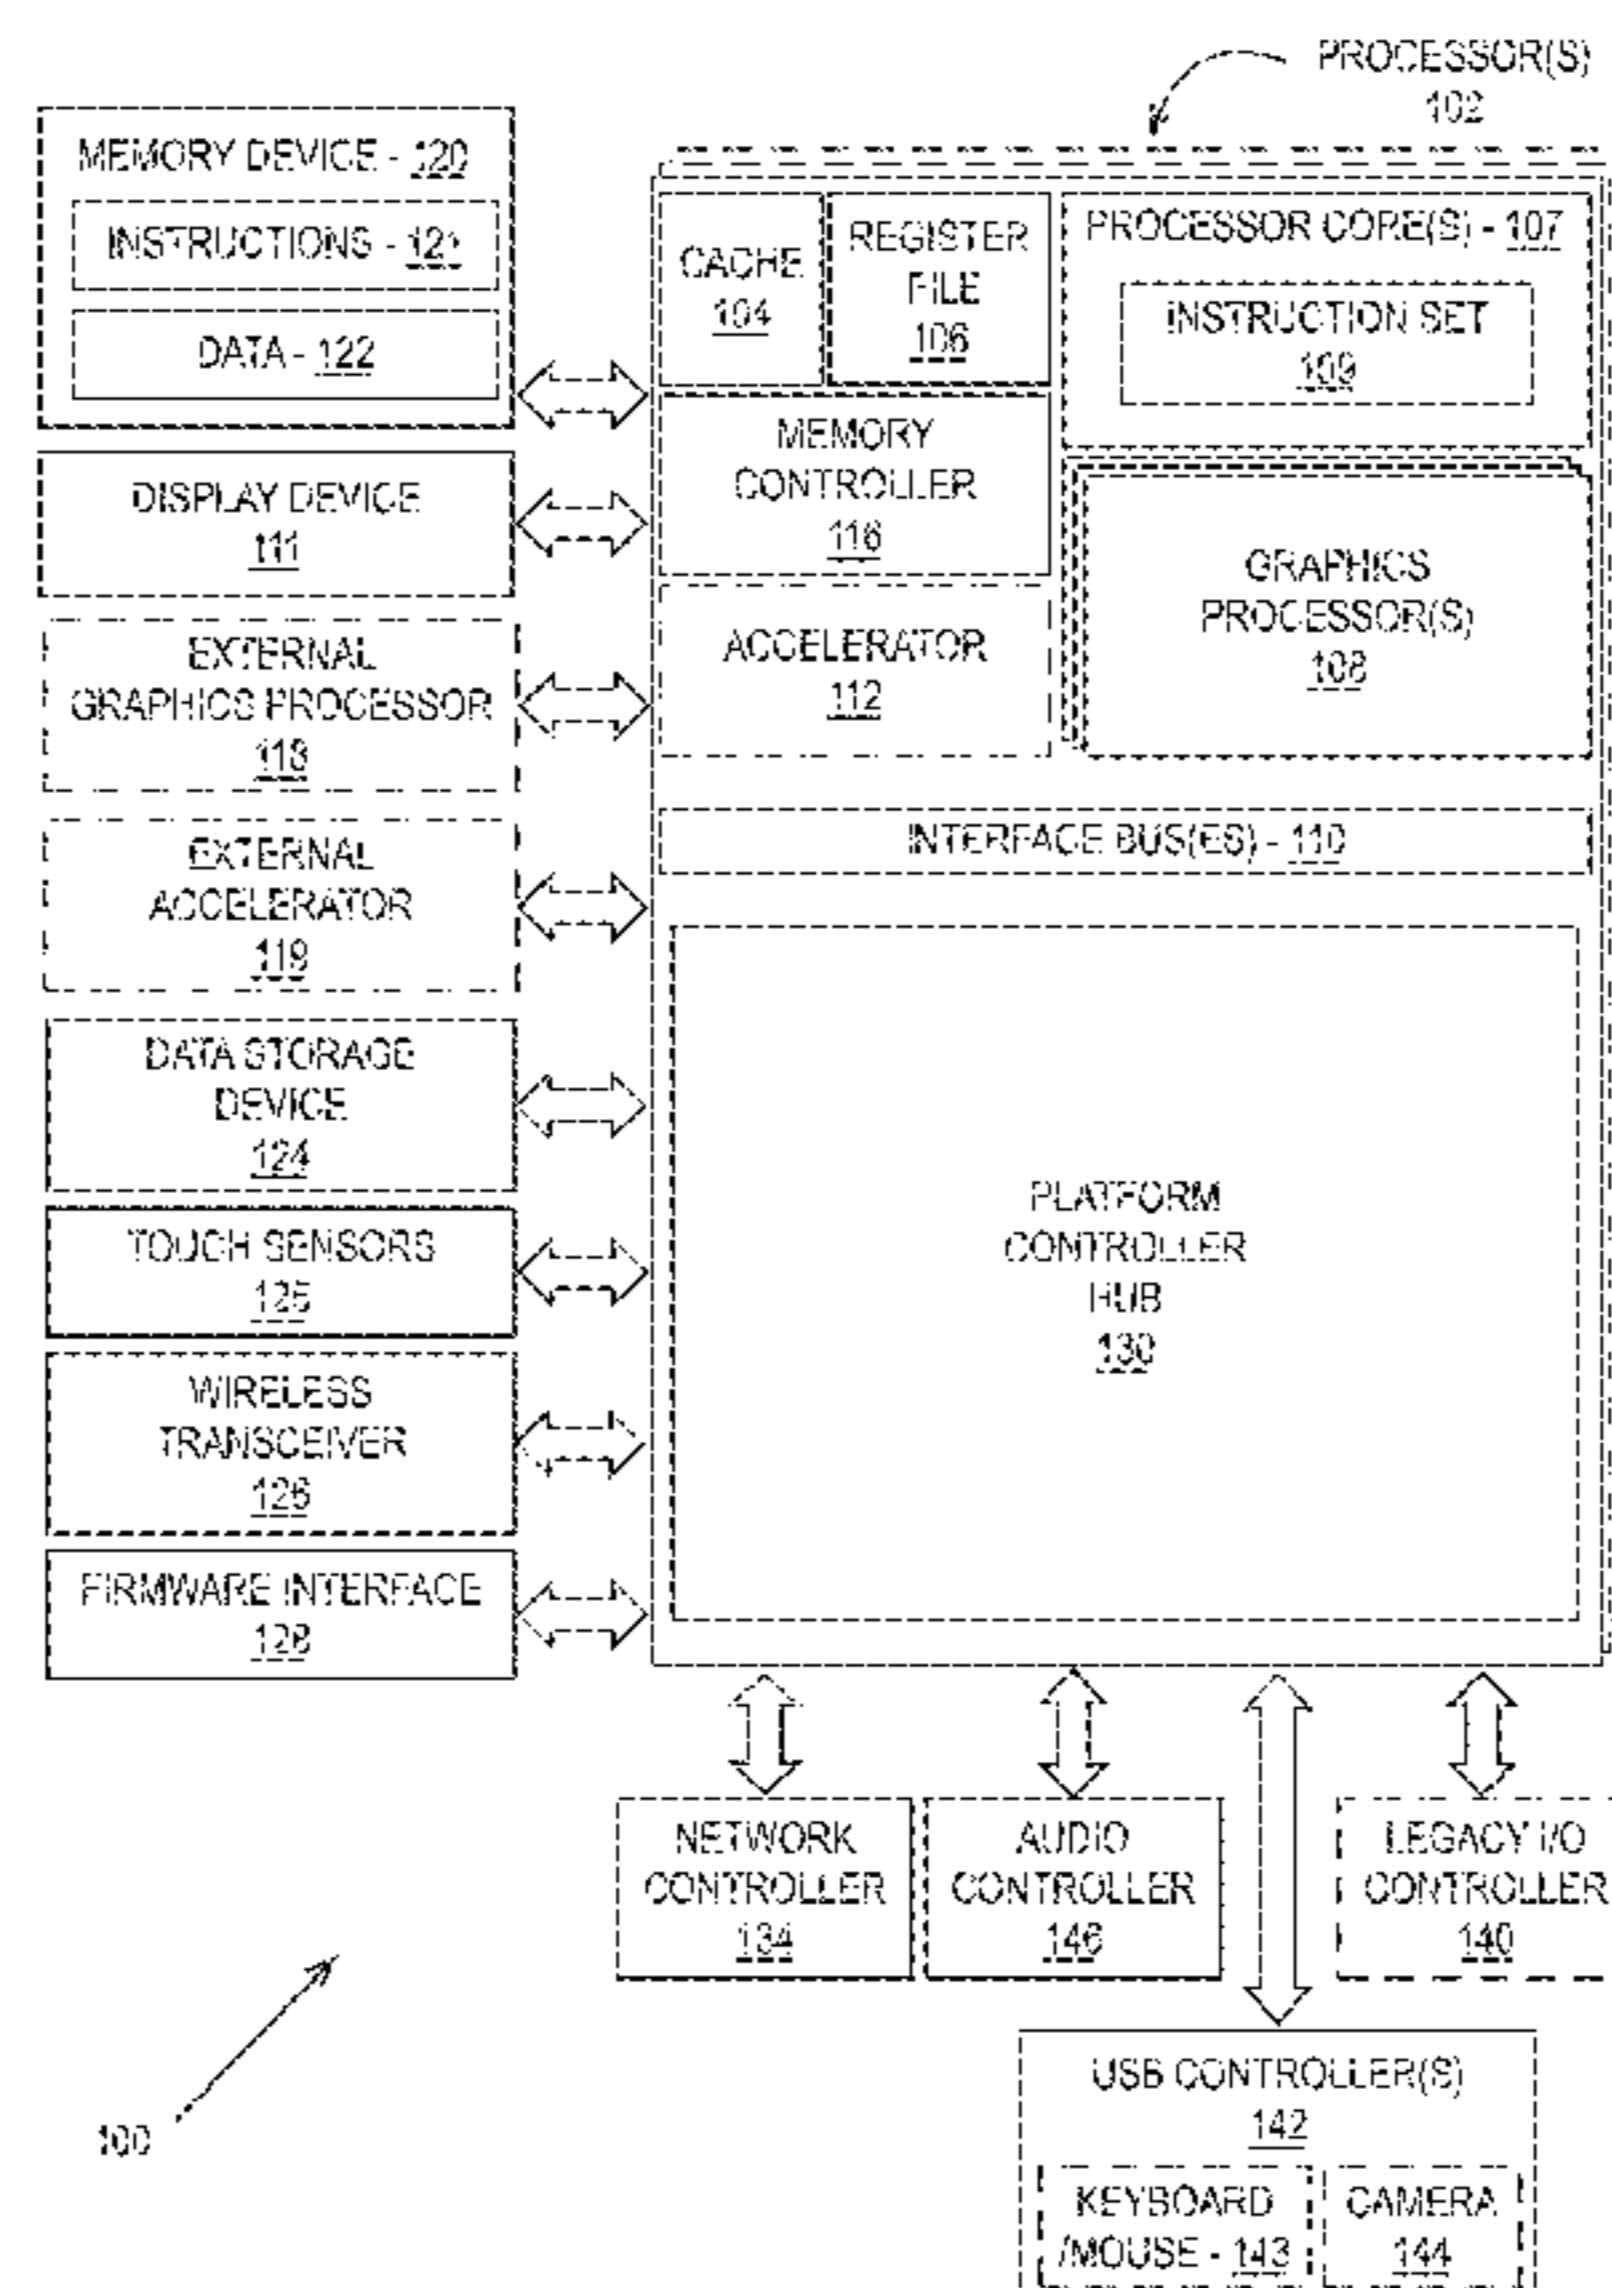 PROCESSOR(S)
102
MEMORY DEVICE - 120
INSTRUCTIONS - 121
DATA - 122
DISPLAY DEVICE
111
EXTERNAL
GRAPHICS PROCESSOR
118
EXTERNAL
ACCELERATOR
119
DATA STORAGE
DEVICE
124
TOUCH SENSORS
125
WIRELESS
TRANSCEIVER
126
FIRMWARE INTERFACE
128
CACHE
104
REGISTER
FILE
106
PROCESSOR CORE(S) - 107
INSTRUCTION SET
109
MEMORY
CONTROLLER
116
ACCELERATOR
112
GRAPHICS
PROCESSOR(S)
108
INTERFACE BUS(ES) - 110
PLATFORM
CONTROLLER
HUB
130
NETWORK
CONTROLLER
134
AUDIO
CONTROLLER
146
LEGACY I/O
CONTROLLER
140
USB CONTROLLER(S)
142
KEYBOARD
/MOUSE - 143
CAMERA
144
100